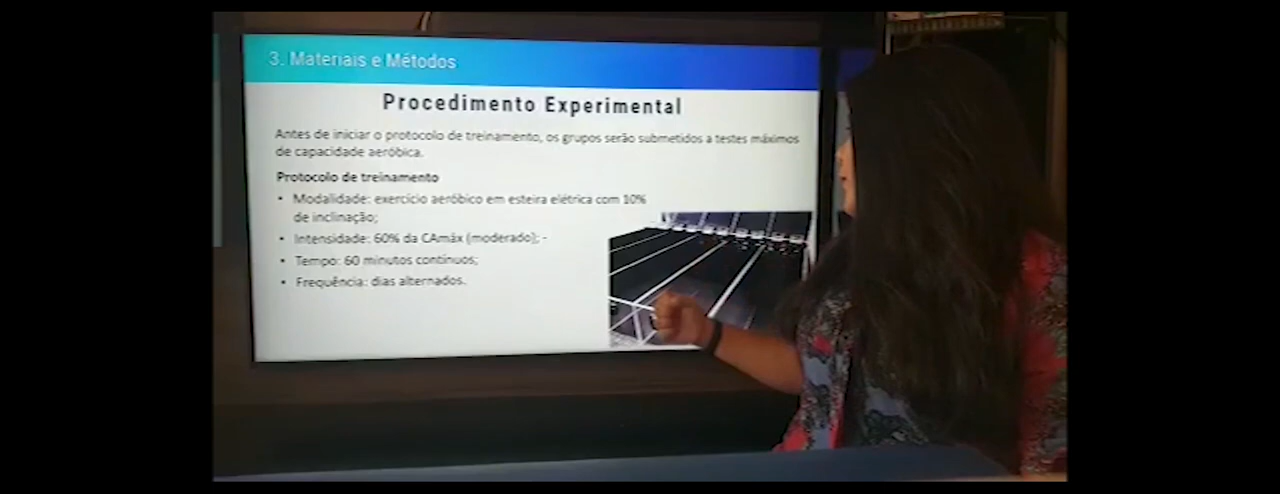 3. Materiais e Métodos
Procedimento Experimental
Antes de iniciar o protocolo de treinamento, os grupos serão submetidos a testes máximos
de capacidade aeróbica.
Protocolo de treinamento
• Modalidade: exercício aeróbico em esteira elétrica com 10%
de inclinação;
• Intensidade: 60% da CAmáx (moderado); -
• Tempo: 60 minutos contínuos;
• Frequência: dias alternados.